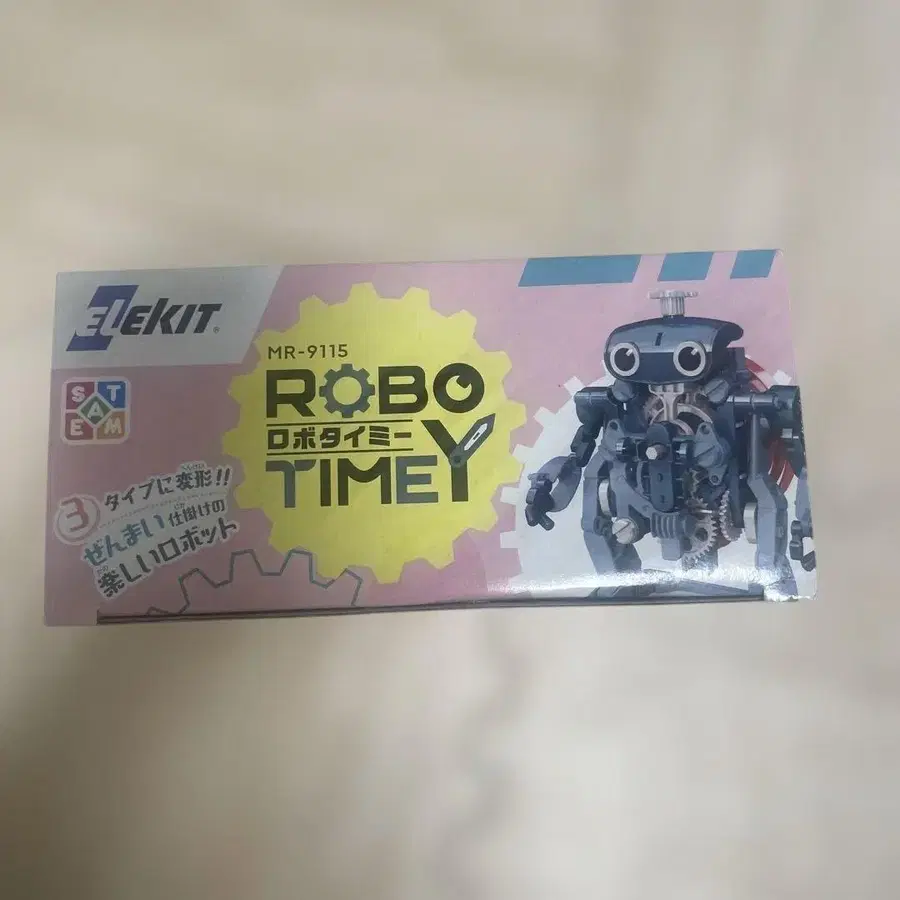 ELEKIT®
STEAM
MR-9115
ROBO
ロボタイミー
TIMEY
3タイプに変形!!
ぜんまい仕掛けの
楽しいロボット